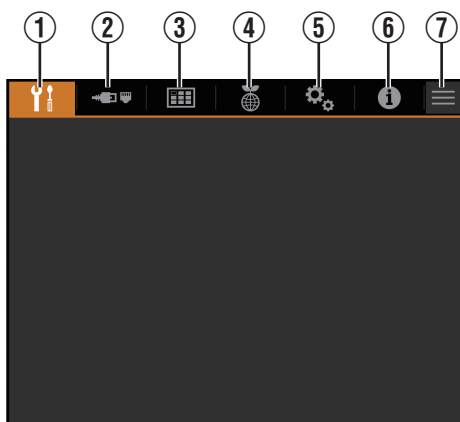 ① ② ③ ④ ⑤ ⑥ ⑦